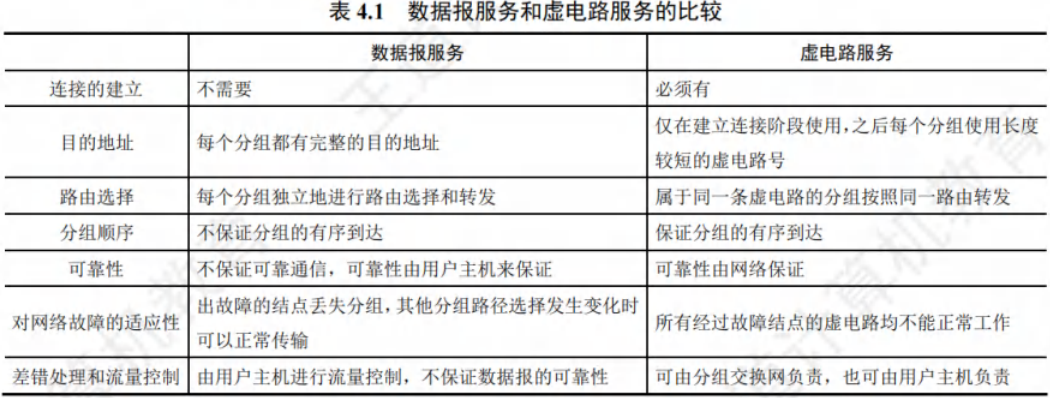 表 4.1 数据报服务和虚电路服务的比较
数据报服务 虚电路服务
连接的建立 不需要 必须有
目的地址 每个分组都有完整的目的地址 仅在建立连接阶段使用，之后每个分组使用长度
较短的虚电路号
路由选择 每个分组独立地进行路由选择和转发 属于同一条虚电路的分组按照同一路由转发
分组顺序 不保证分组的有序到达 保证分组的有序到达
可靠性 不保证可靠通信，可靠性由用户主机来保证 可靠性由网络保证
对网络故障的适应性 出故障的结点丢失分组，其他分组路径选择发生变化时
可以正常传输 所有经过故障结点的虚电路均不能正常工作
差错处理和流量控制 由用户主机进行流量控制，不保证数据报的可靠性 可由分组交换网负责，也可由用户主机负责